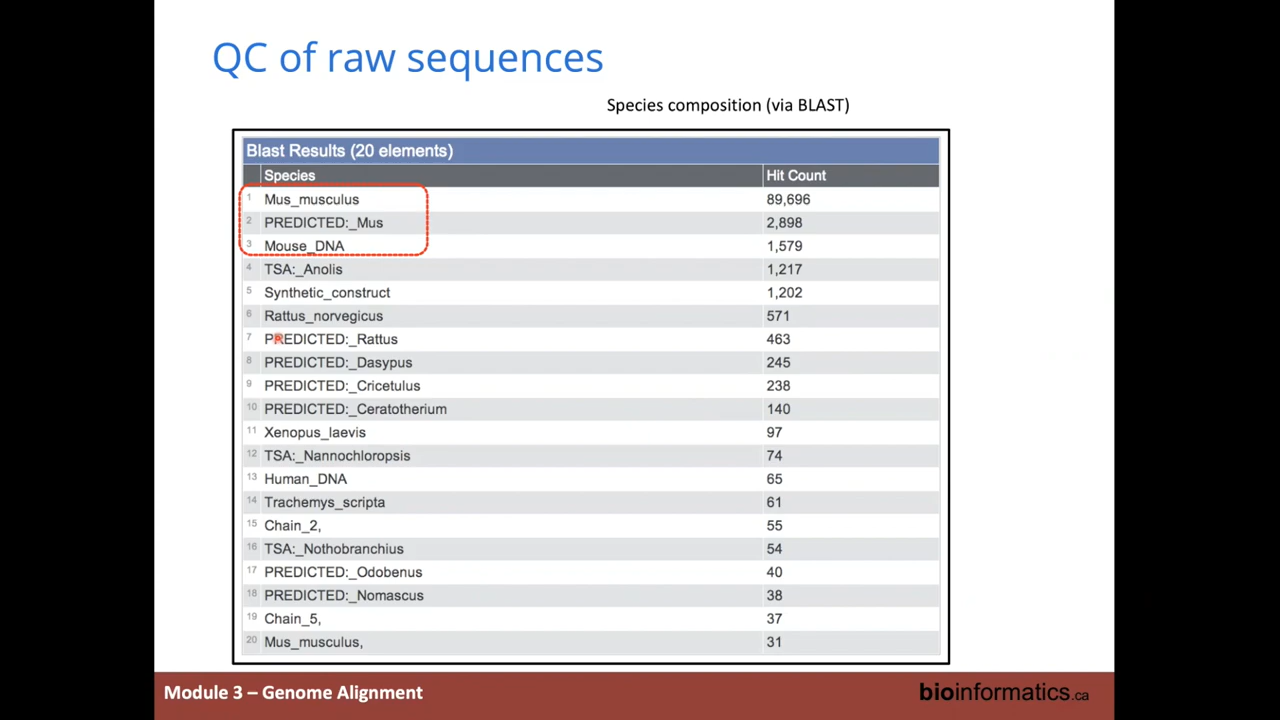 QC of raw sequences
Species composition (via BLAST)
Blast Results (20 elements)
Species Hit Count
1 Mus_musculus 89,696
2 PREDICTED:_Mus 2,898
3 Mouse_DNA 1,579
4 TSA:_Anolis 1,217
5 Synthetic_construct 1,202
6 Rattus_norvegicus 571
7 PREDICTED:_Rattus 463
8 PREDICTED:_Dasypus 245
9 PREDICTED:_Cricetulus 238
10 PREDICTED:_Ceratotherium 140
11 Xenopus_laevis 97
12 TSA:_Nannochloropsis 74
13 Human_DNA 65
14 Trachemys_scripta 61
15 Chain_2, 55
16 TSA:_Nothobranchius 54
17 PREDICTED:_Odobenus 40
18 PREDICTED:_Nomascus 38
19 Chain_5, 37
20 Mus_musculus, 31
Module 3 – Genome Alignment
bioinformatics.ca